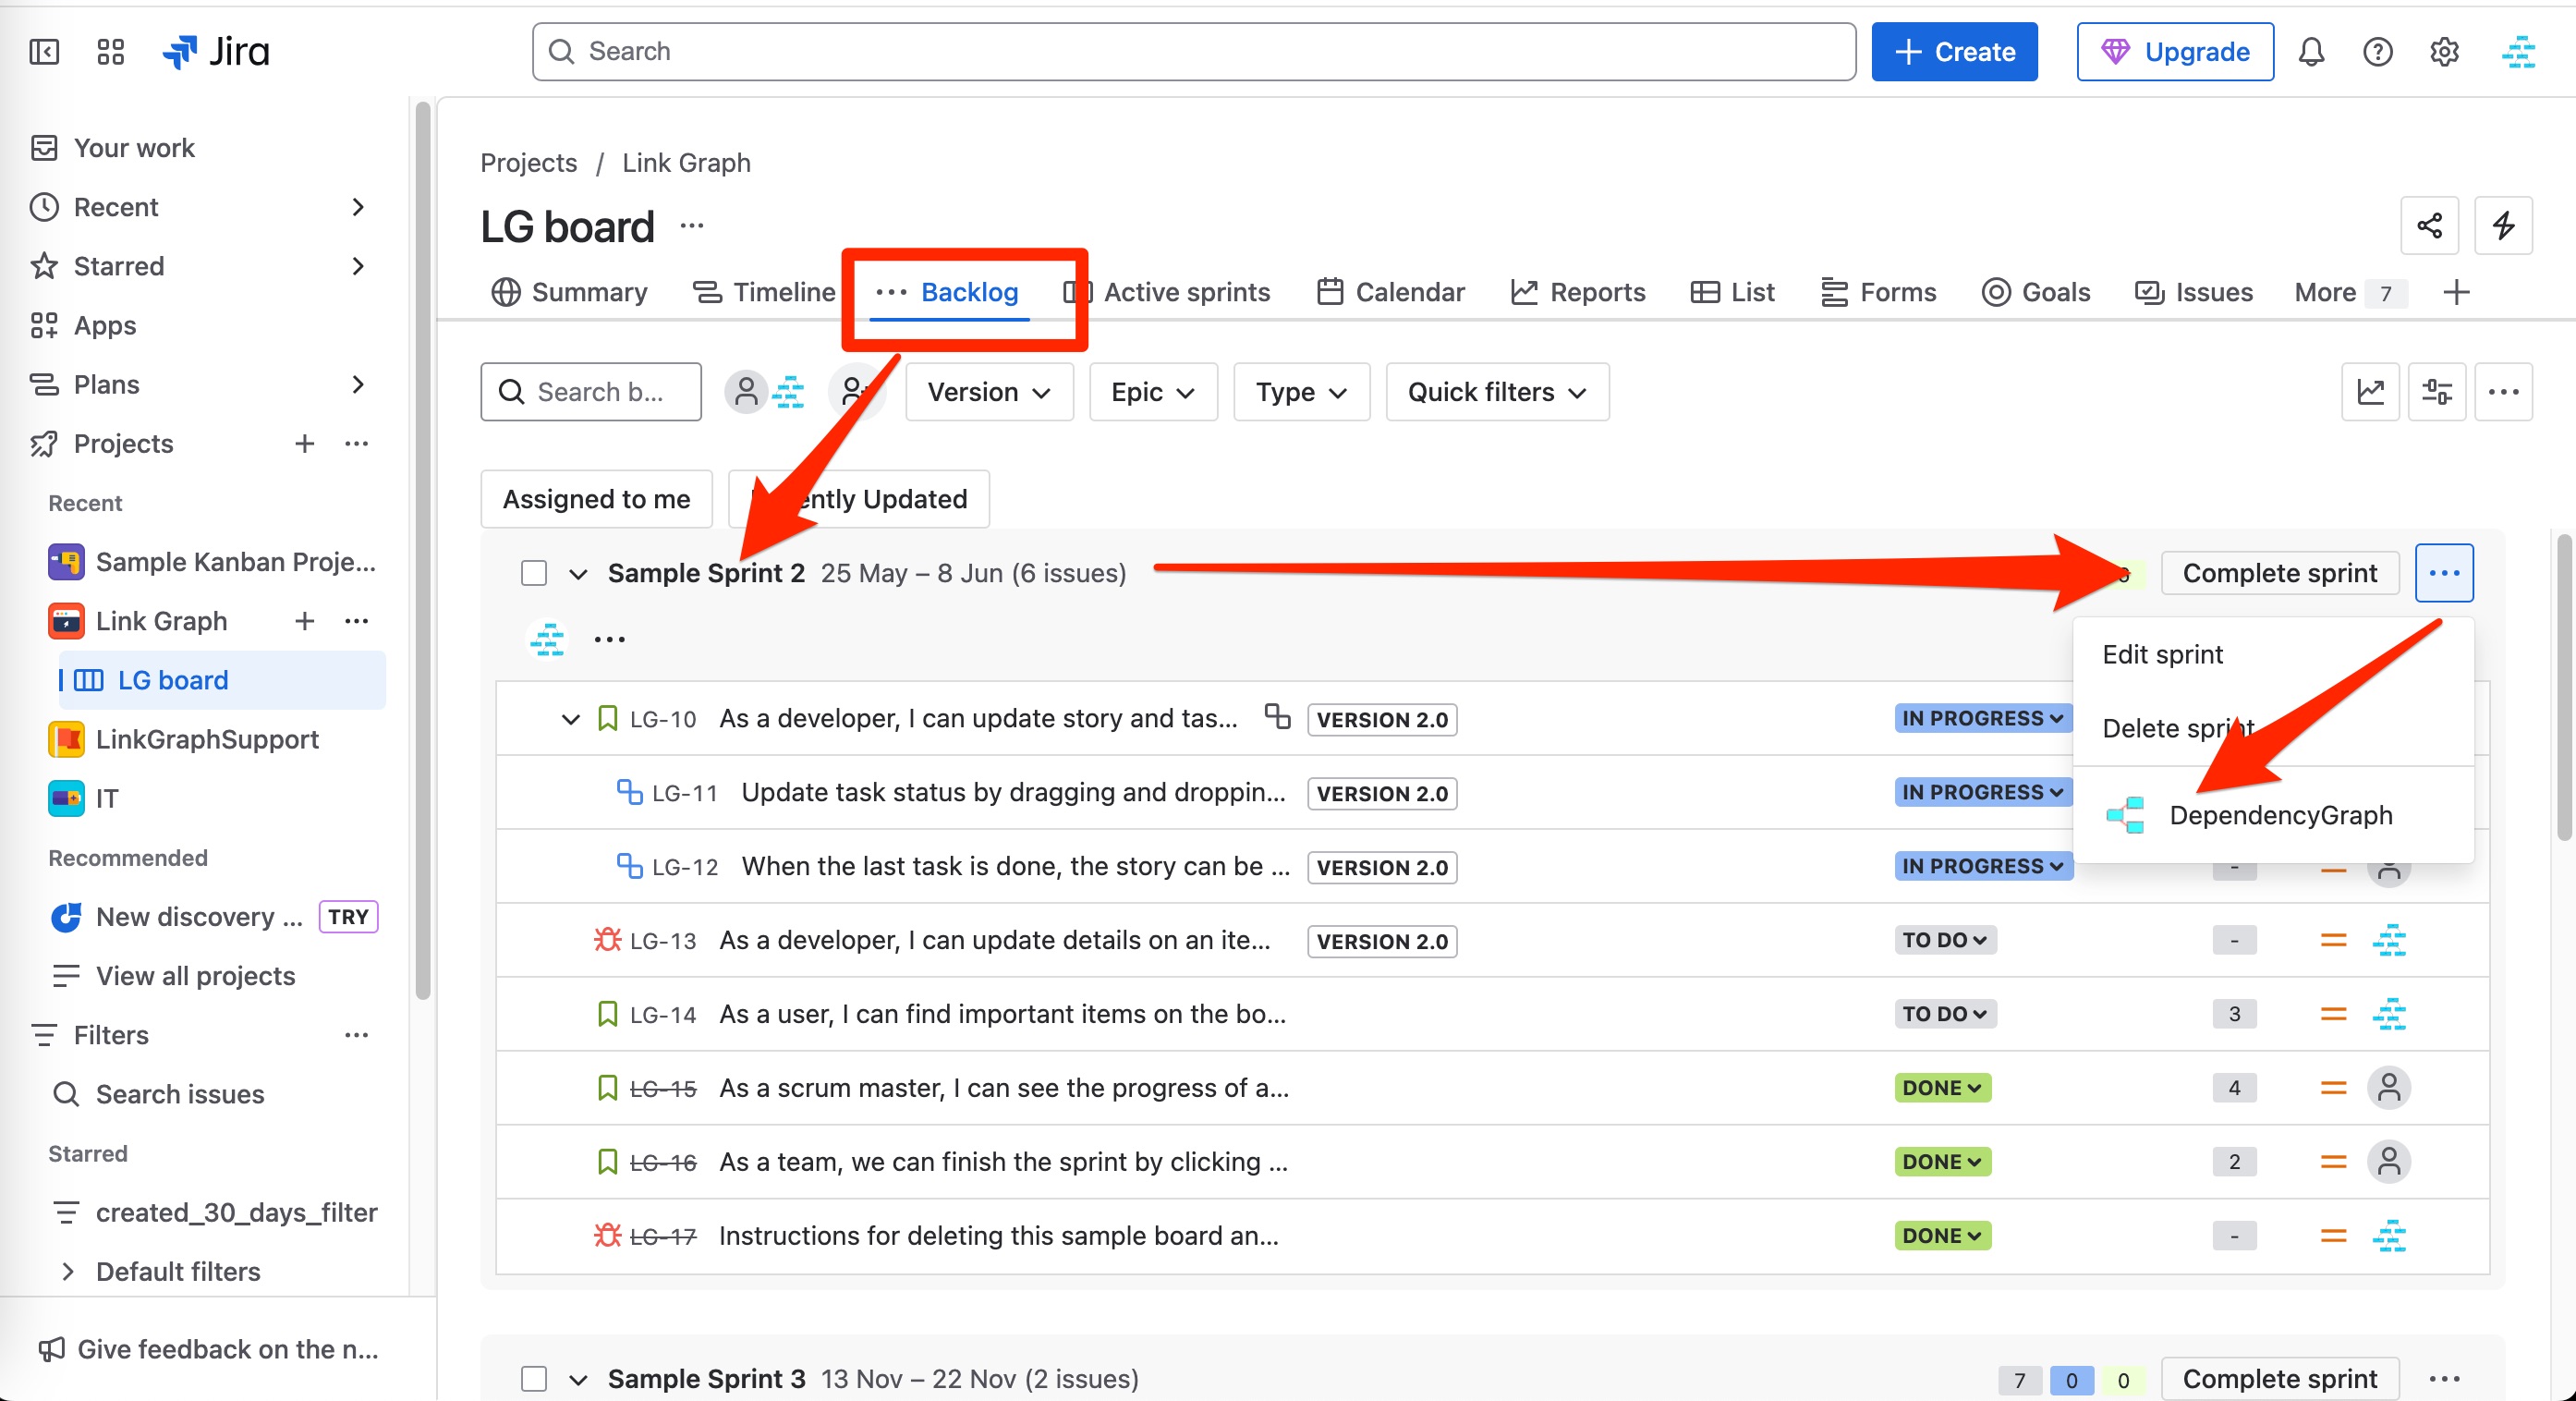 Jira
Search
Create
Upgrade
Your work
Recent
Starred
Apps
Plans
Projects
Recent
Sample Kanban Proje...
Link Graph
LG board
LinkGraphSupport
IT
Recommended
New discovery ... TRY
View all projects
Filters
Search issues
Starred
created_30_days_filter
Default filters
Give feedback on the n...
Projects / Link Graph
LG board
Summary Timeline Backlog Active sprints Calendar Reports List Forms Goals Issues More 7
Search b... Version Epic Type Quick filters
Assigned to me Updated
Sample Sprint 2 25 May – 8 Jun (6 issues) Complete sprint
Edit sprint
Delete sprint
DependencyGraph
LG-10 As a developer, I can update story and tas... VERSION 2.0 IN PROGRESS
LG-11 Update task status by dragging and droppin... VERSION 2.0 IN PROGRESS
LG-12 When the last task is done, the story can be ... VERSION 2.0 IN PROGRESS -
LG-13 As a developer, I can update details on an ite... VERSION 2.0 TO DO -
LG-14 As a user, I can find important items on the bo... TO DO 3
LG-15 As a scrum master, I can see the progress of a... DONE 4
LG-16 As a team, we can finish the sprint by clicking ... DONE 2
LG-17 Instructions for deleting this sample board an... DONE -
Sample Sprint 3 13 Nov – 22 Nov (2 issues) 7 0 0 Complete sprint